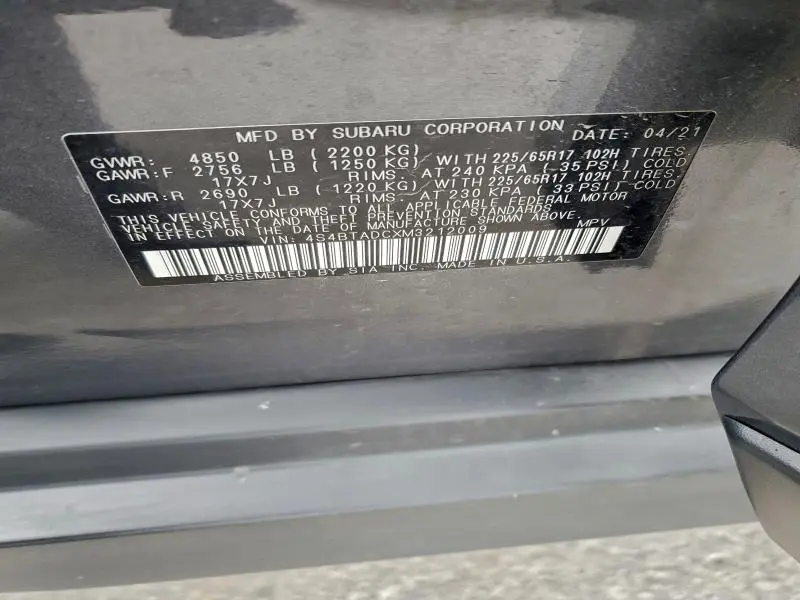 MFD BY SUBARU CORPORATION DATE: 04/21
GVWR: 4850 LB (2200 KG)
GAWR:F 2756 LB (1250 KG) WITH 225/65R17 102H TIRES.
17X7J RIMS. AT 240 KPA (35 PSI) COLD
GAWR:R 2690 LB (1220 KG) WITH 225/65R17 102H TIRES.
17X7J RIMS. AT 230 KPA (33 PSI) COLD
THIS VEHICLE CONFORMS TO ALL APPLICABLE FEDERAL MOTOR
VEHICLE SAFETY AND THEFT PREVENTION STANDARDS
IN EFFECT ON THE DATE OF MANUFACTURE SHOWN ABOVE.
VIN: 4S4BTADCXM3212009 MPV
ASSEMBLED BY SIA INC. MADE IN U.S.A.